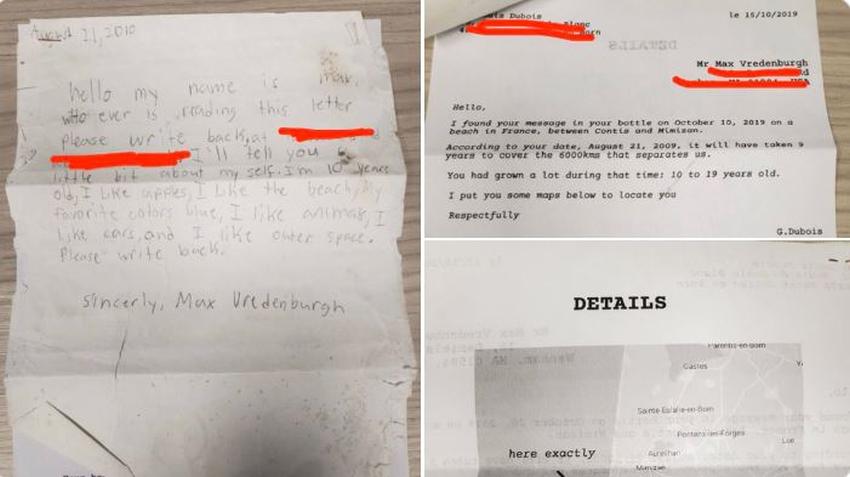 August 21, 2010
hello my name is max,
who ever is reading this letter
please write back, at
I'll tell you a
little bit about my self. I'm 10 years
old, I Like apples, I Like the beach, My
favorite colors blue, I like animals, I
like cars, and I like outer space.
Please write back.
sincerly, Max Vredenburgh
Dubois
Blanc
le 15/10/2019
DETAILS
Mr Max Vredenburgh
Hello,
I found your message in your bottle on October 10, 2019 on a
beach in France, between Contis and Mimizan.
According to your date, August 21, 2009, it will have taken 9
years to cover the 6000kms that separates us.
You had grown a lot during that time: 10 to 19 years old.
I put you some maps below to locate you
Respectfully
G.Dubois
DETAILS
Mr Max Vredenburgh
Parentis-en-Born
Gastes
Sainte-Eulalie-en-Born
Pontenx-les-Forges
Lue
here exactly
Aureilhan
Mimizan